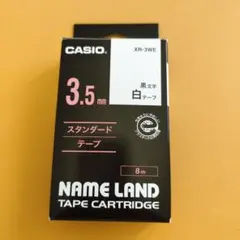 CASIO
XR-3WE
3.5mm
黒文字
白テープ
スタンダード
テープ
8m
NAME LAND
TAPE CARTRIDGE